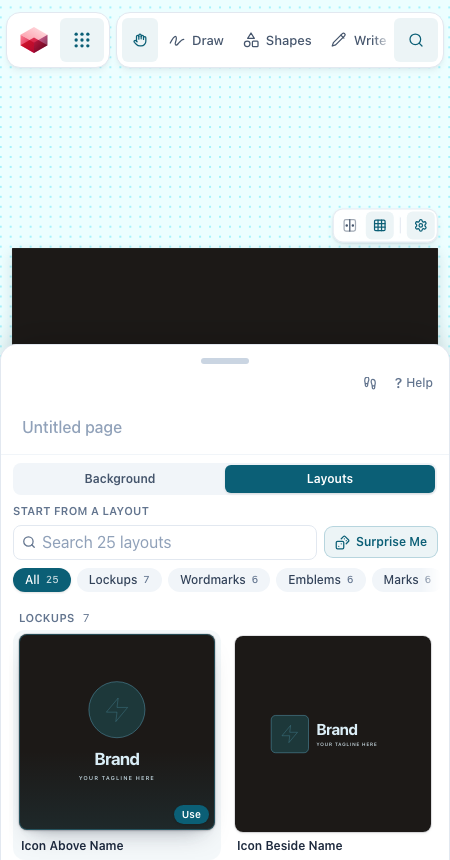 Draw Shapes Write
? Help
Untitled page
Background Layouts
START FROM A LAYOUT
Search 25 layouts Surprise Me
All 25 Lockups 7 Wordmarks 6 Emblems 6 Marks 6
LOCKUPS 7
Brand
YOUR TAGLINE HERE
Use
Icon Above Name
Brand
YOUR TAGLINE HERE
Icon Beside Name